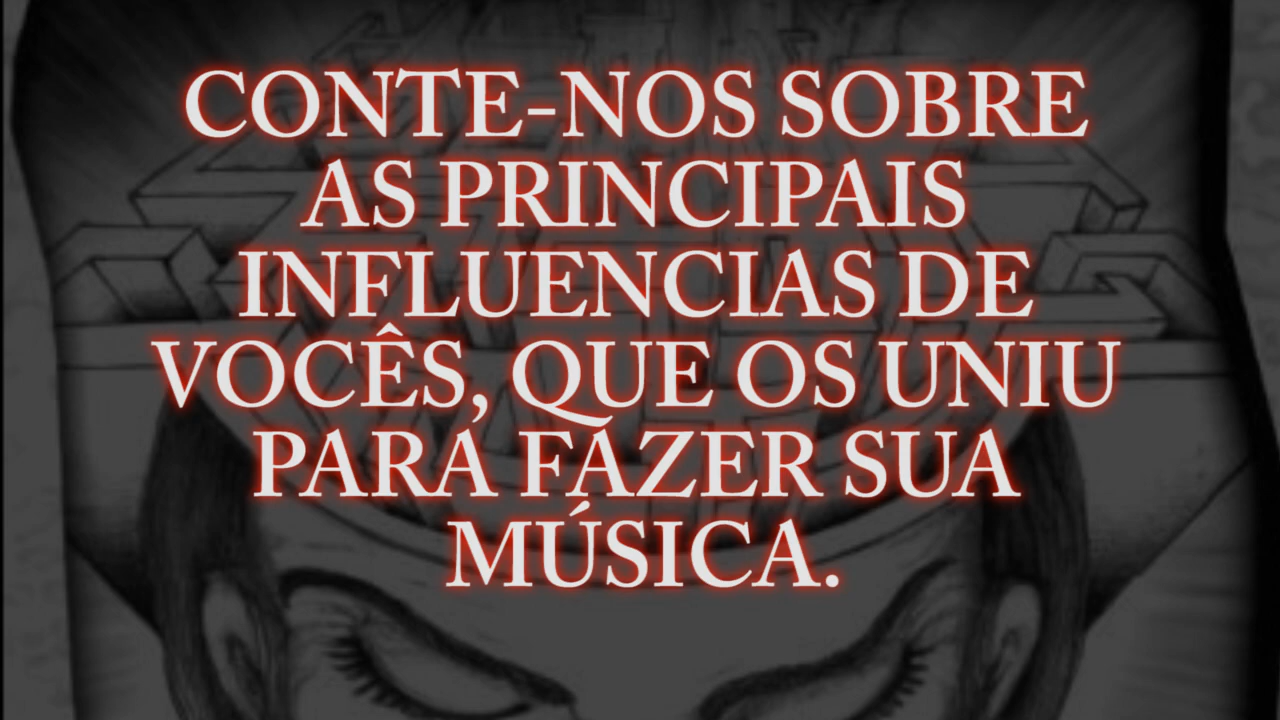 CONTE-NOS SOBRE
AS PRINCIPAIS
INFLUENCIAS DE
VOCÊS, QUE OS UNIU
PARA FAZER SUA
MÚSICA.